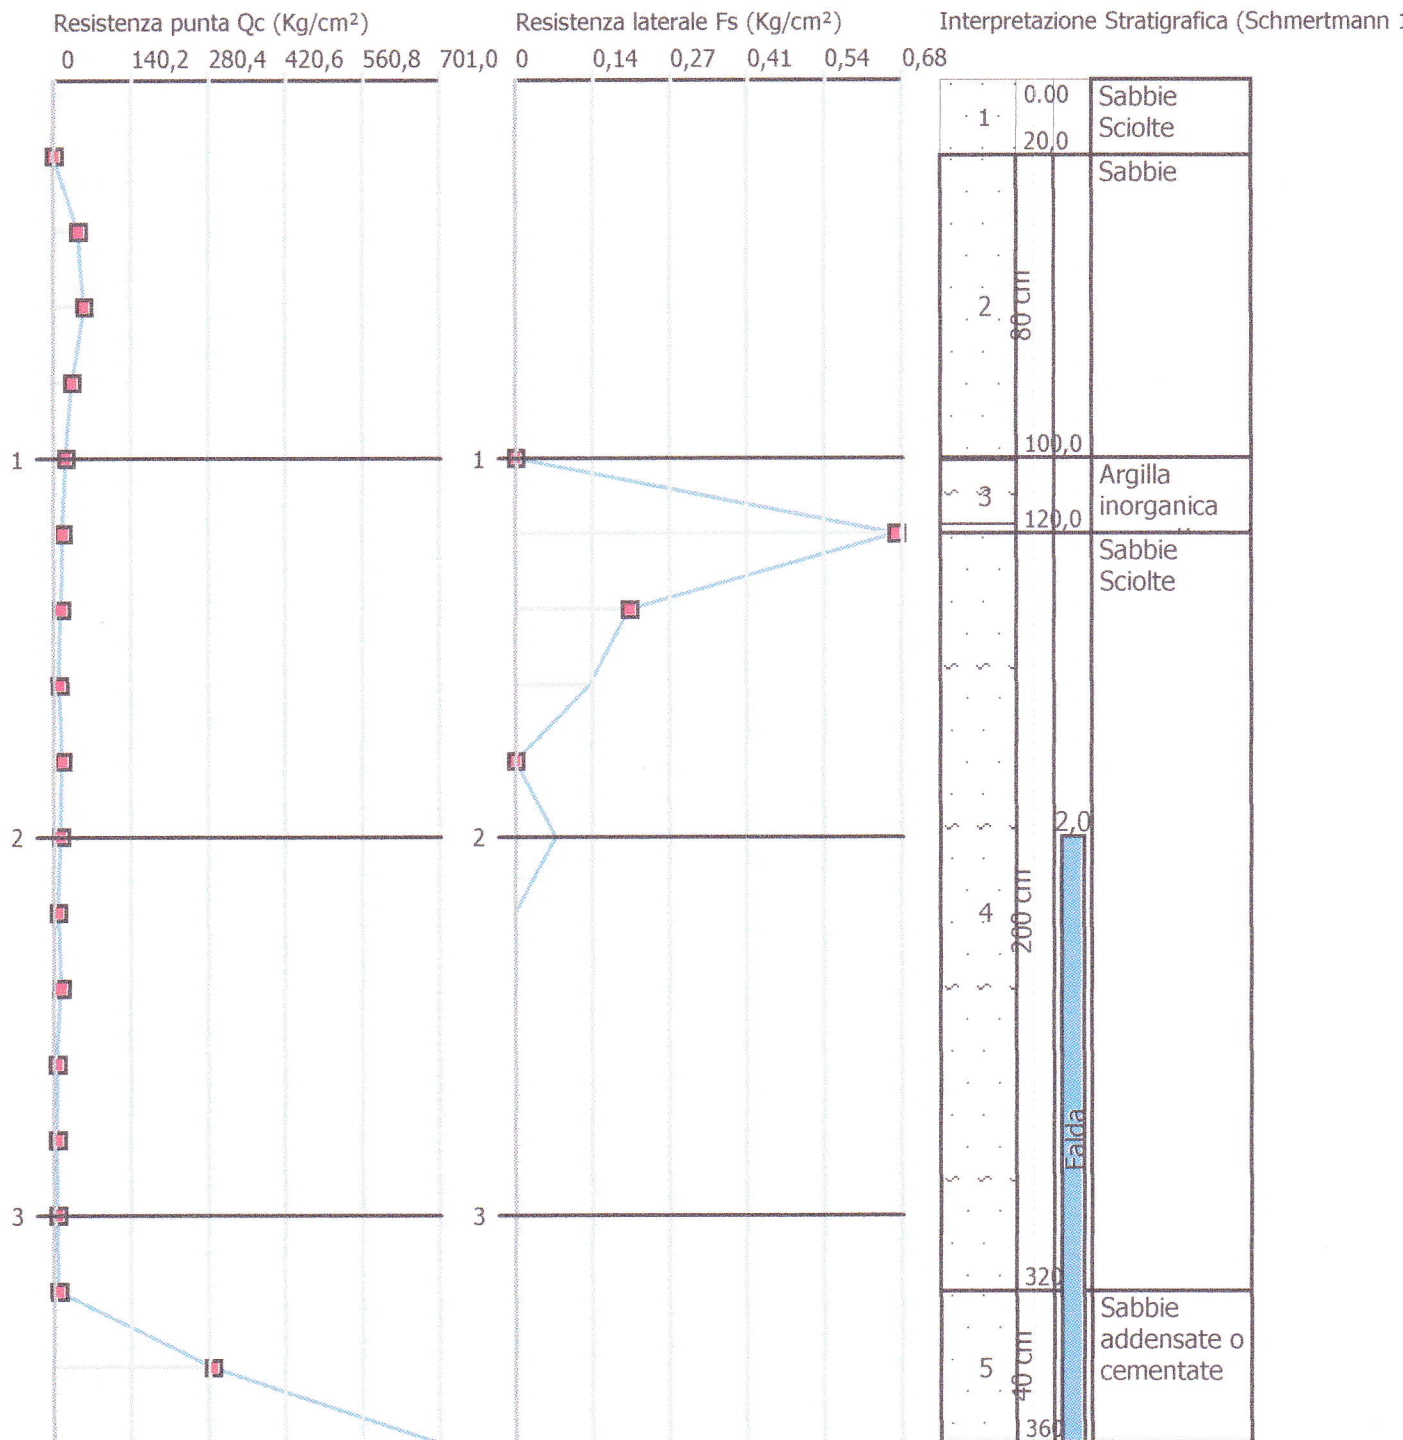 Resistenza punta Qc (Kg/cm²)
0 140,2 280,4 420,6 560,8 701,0
1
2
3
Resistenza laterale Fs (Kg/cm²)
0 0,14 0,27 0,41 0,54 0,68
1
2
3
Interpretazione Stratigrafica (Schmertmann
0.00
1
20,0
Sabbie
Sciolte
2
80 cm
100,0
Sabbie
3
120,0
Argilla
inorganica
4
200 cm
320
Sabbie
Sciolte
2,0
Falda
5
40 cm
360
Sabbie
addensate o
cementate